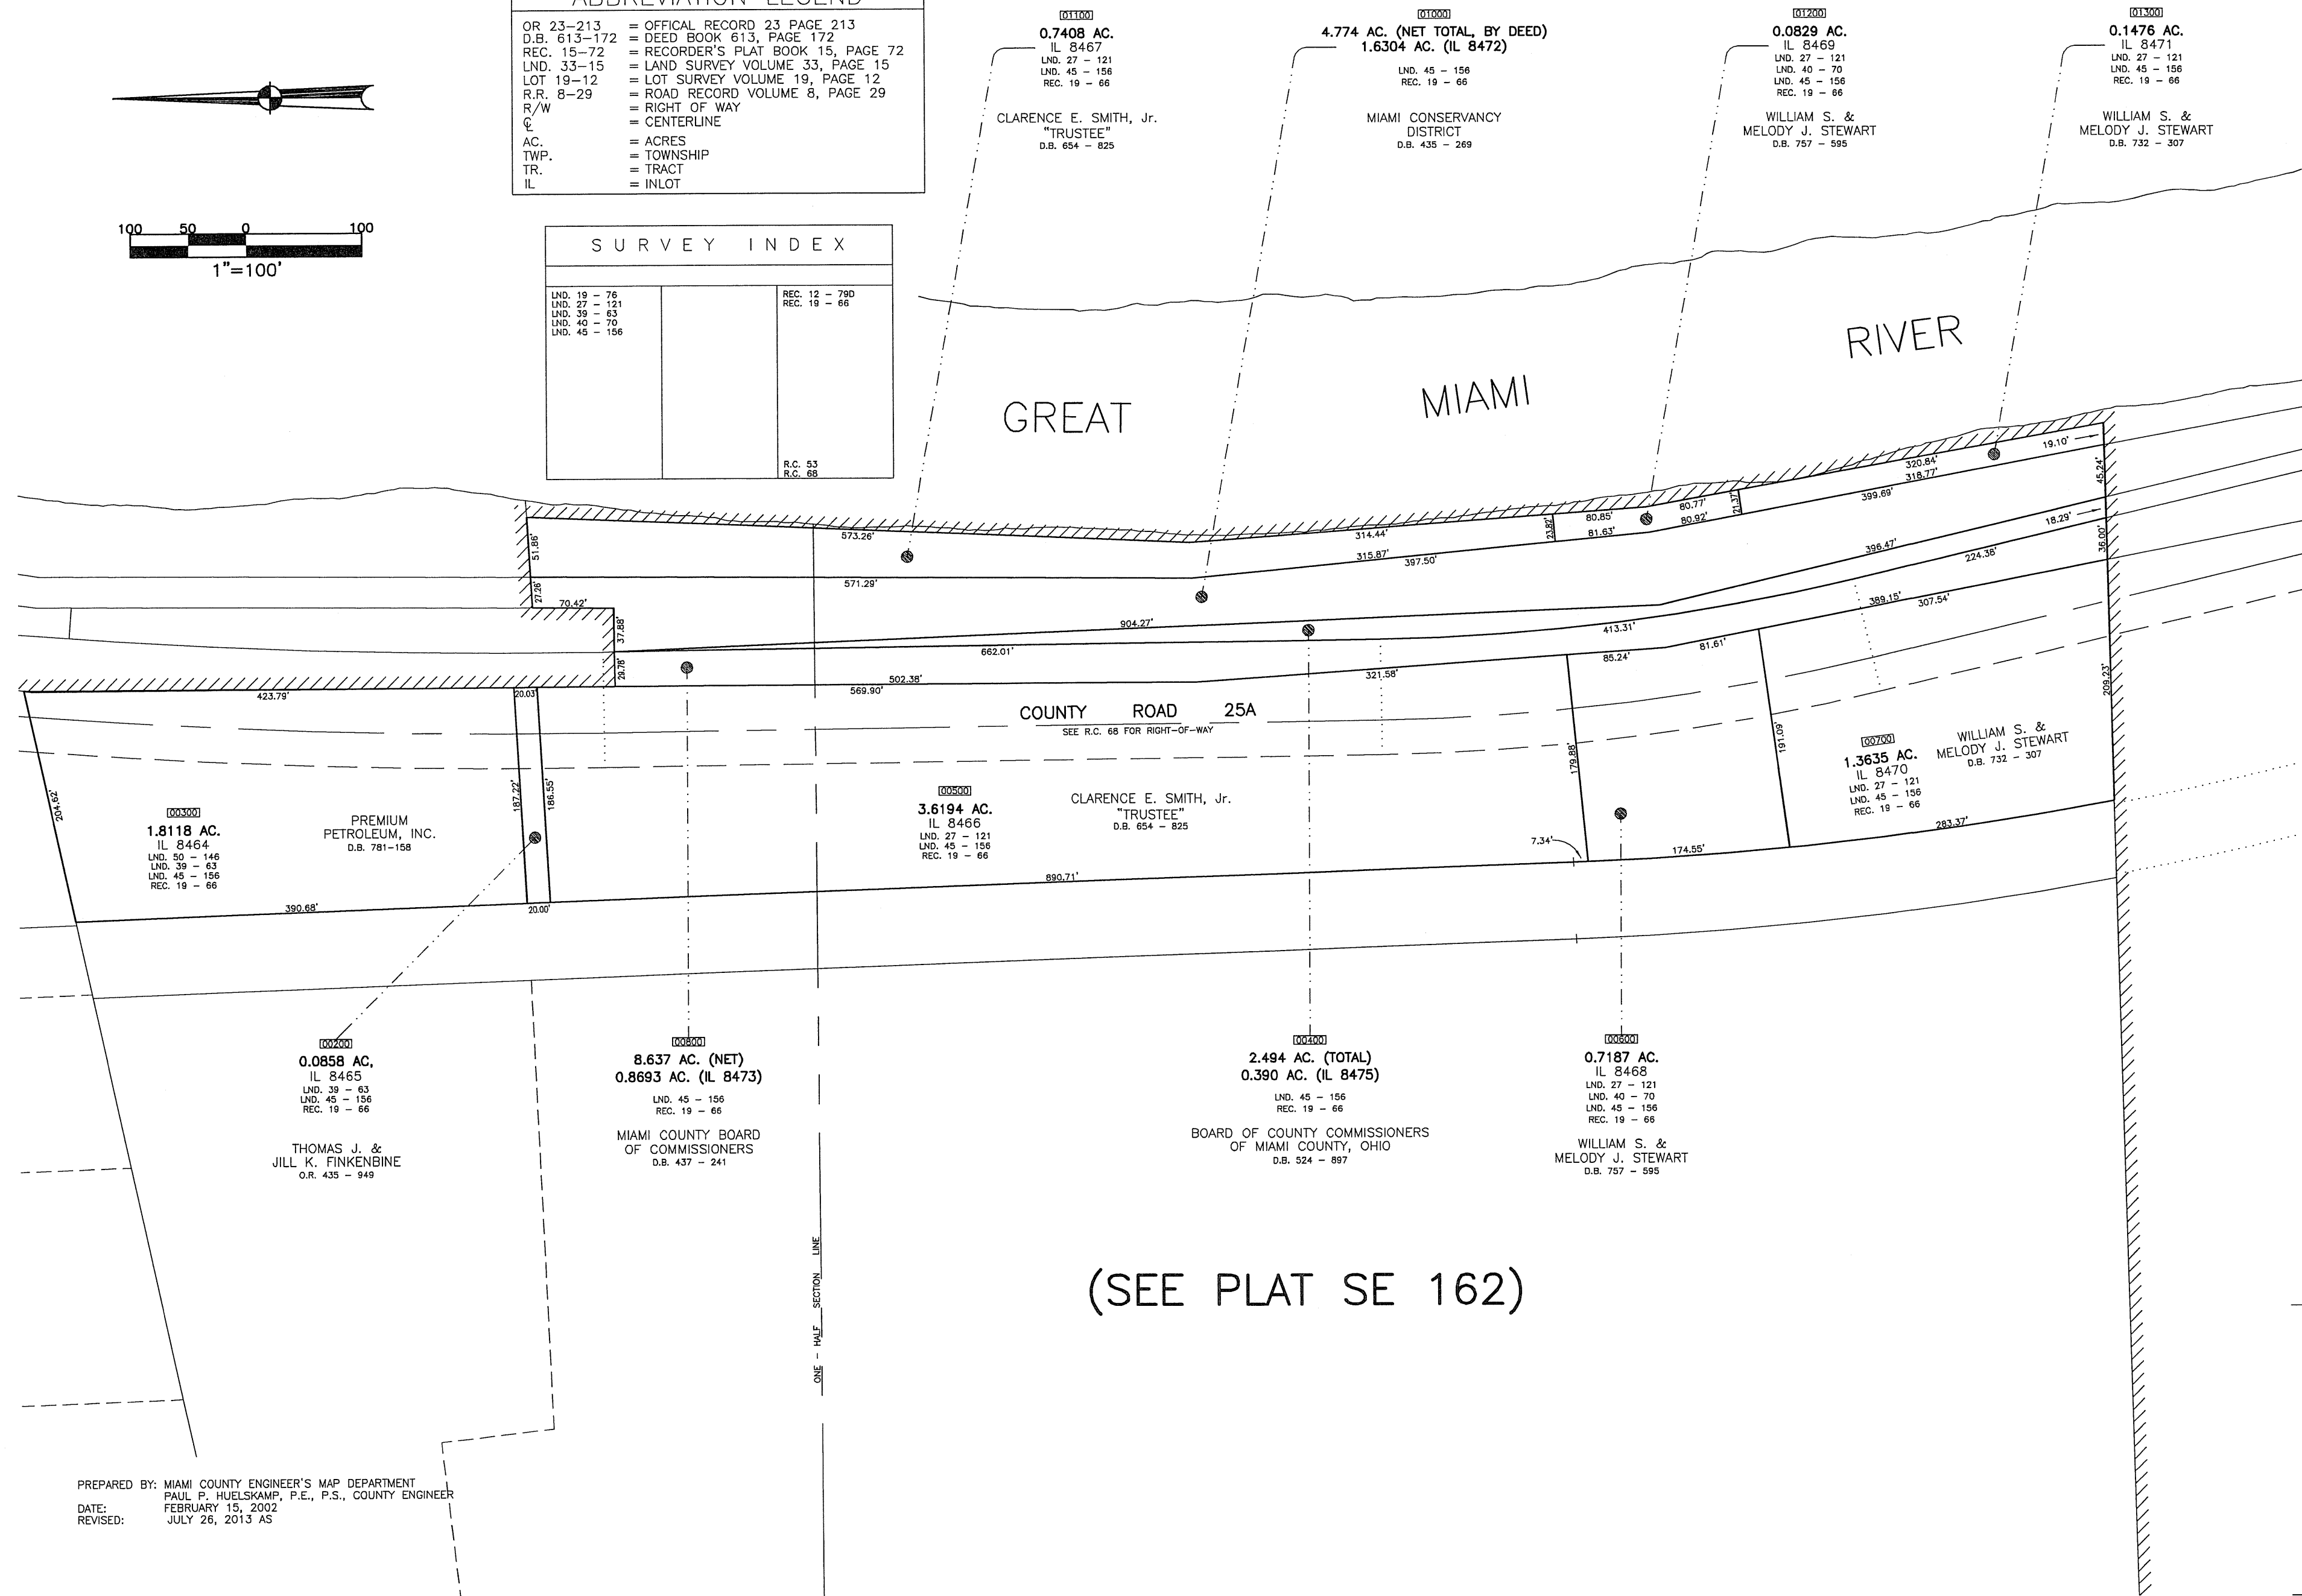 ABBREVIATION LEGEND
OR 23-213 = OFFICAL RECORD 23 PAGE 213
D.B. 613-172 = DEED BOOK 613, PAGE 172
REC. 15-72 = RECORDER'S PLAT BOOK 15, PAGE 72
LND. 33-15 = LAND SURVEY VOLUME 33, PAGE 15
LOT 19-12 = LOT SURVEY VOLUME 19, PAGE 12
R.R. 8-29 = ROAD RECORD VOLUME 8, PAGE 29
R/W = RIGHT OF WAY
℄ = CENTERLINE
AC. = ACRES
TWP. = TOWNSHIP
TR. = TRACT
IL = INLOT
100 50 0 100
1"=100'
SURVEY INDEX
LND. 19 - 76
LND. 27 - 121
LND. 39 - 63
LND. 40 - 70
LND. 45 - 156
REC. 12 - 79D
REC. 19 - 66
R.C. 53
R.C. 68
01100
0.7408 AC.
IL 8467
LND. 27 - 121
LND. 45 - 156
REC. 19 - 66
CLARENCE E. SMITH, Jr.
"TRUSTEE"
D.B. 654 - 825
01000
4.774 AC. (NET TOTAL, BY DEED)
1.6304 AC. (IL 8472)
LND. 45 - 156
REC. 19 - 66
MIAMI CONSERVANCY
DISTRICT
D.B. 435 - 269
01200
0.0829 AC.
IL 8469
LND. 27 - 121
LND. 40 - 70
LND. 45 - 156
REC. 19 - 66
WILLIAM S. &
MELODY J. STEWART
D.B. 757 - 595
01300
0.1476 AC.
IL 8471
LND. 27 - 121
LND. 45 - 156
REC. 19 - 66
WILLIAM S. &
MELODY J. STEWART
D.B. 732 - 307
GREAT MIAMI RIVER
19.10'
320.84'
318.77'
45.24'
399.69'
80.77'
21.37'
80.85'
80.92'
23.82'
81.63'
18.29'
314.44'
573.26'
51.86'
315.87'
397.50'
396.47'
36.00'
224.38'
571.29'
27.26'
70.42'
389.15'
307.54'
904.27'
413.31'
37.88'
662.01'
81.61'
85.24'
29.78'
321.58'
502.38'
569.90'
423.79'
20.03'
209.23'
COUNTY ROAD 25A
SEE R.C. 68 FOR RIGHT-OF-WAY
204.62'
187.22'
186.55'
179.88'
191.09'
00300
1.8118 AC.
IL 8464
LND. 50 - 146
LND. 39 - 63
LND. 45 - 156
REC. 19 - 66
PREMIUM
PETROLEUM, INC.
D.B. 781-158
00500
3.6194 AC.
IL 8466
LND. 27 - 121
LND. 45 - 156
REC. 19 - 66
CLARENCE E. SMITH, Jr.
"TRUSTEE"
D.B. 654 - 825
00700
1.3635 AC.
IL 8470
LND. 27 - 121
LND. 45 - 156
REC. 19 - 66
WILLIAM S. &
MELODY J. STEWART
D.B. 732 - 307
7.34'
174.55'
283.37'
890.71'
390.68'
20.00'
00200
0.0858 AC,
IL 8465
LND. 39 - 63
LND. 45 - 156
REC. 19 - 66
THOMAS J. &
JILL K. FINKENBINE
O.R. 435 - 949
00800
8.637 AC. (NET)
0.8693 AC. (IL 8473)
LND. 45 - 156
REC. 19 - 66
MIAMI COUNTY BOARD
OF COMMISSIONERS
D.B. 437 - 241
00400
2.494 AC. (TOTAL)
0.390 AC. (IL 8475)
LND. 45 - 156
REC. 19 - 66
BOARD OF COUNTY COMMISSIONERS
OF MIAMI COUNTY, OHIO
D.B. 524 - 897
00600
0.7187 AC.
IL 8468
LND. 27 - 121
LND. 40 - 70
LND. 45 - 156
REC. 19 - 66
WILLIAM S. &
MELODY J. STEWART
D.B. 757 - 595
ONE - HALF SECTION LINE
(SEE PLAT SE 162)
PREPARED BY: MIAMI COUNTY ENGINEER'S MAP DEPARTMENT
PAUL P. HUELSKAMP, P.E., P.S., COUNTY ENGINEER
DATE: FEBRUARY 15, 2002
REVISED: JULY 26, 2013 AS